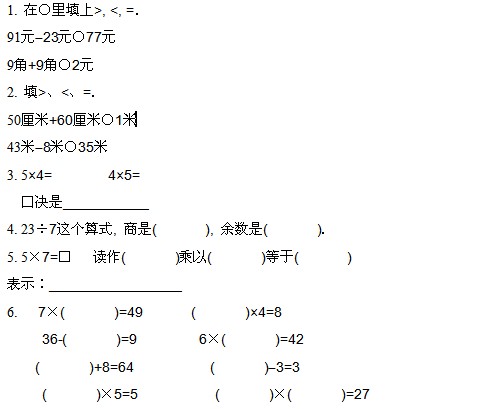 1. 在○里填上>, <, =.
91元–23元○77元
9角+9角○2元
2. 填>、<、=.
50厘米+60厘米○1米
43米–8米○35米
3. 5×4=    4×5=
口决是____________
4. 23÷7这个算式, 商是(    ), 余数是(    ).
5. 5×7=□  读作(    )乘以(    )等于(    )
表示：__________________
6.  7×(    )=49    (    )×4=8
36-(    )=9    6×(    )=42
(    )+8=64    (    )–3=3
(    )×5=5    (    )×(    )=27